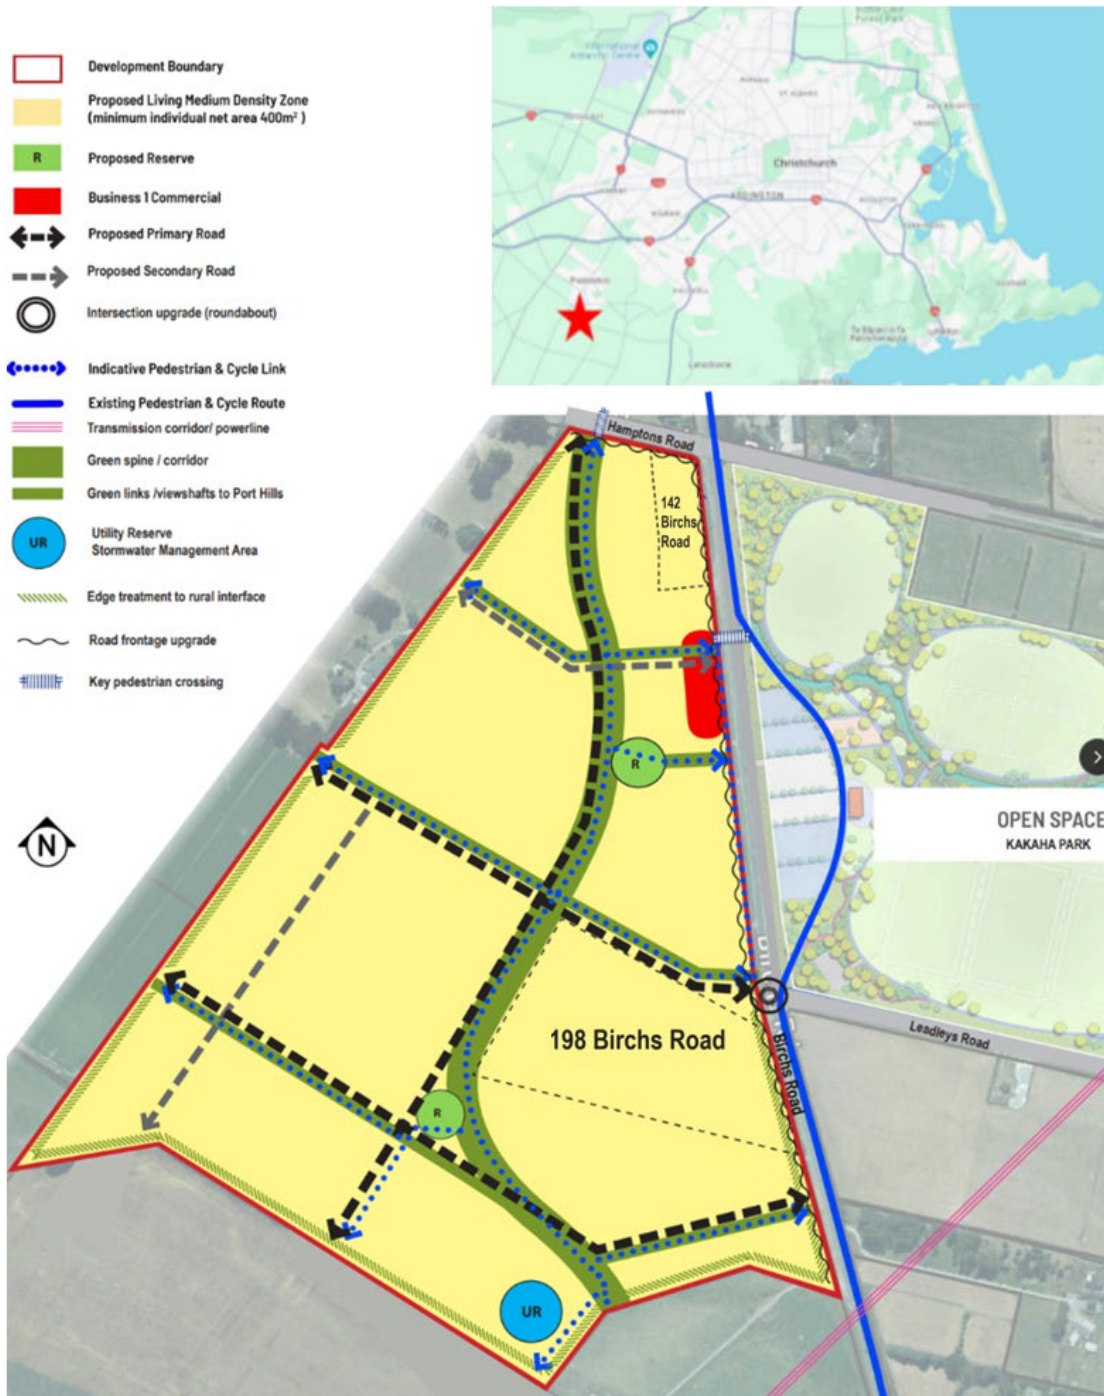 Development Boundary
Proposed Living Medium Density Zone
(minimum individual net area 400m²)
R
Proposed Reserve
Business 1 Commercial
Proposed Primary Road
Proposed Secondary Road
Intersection upgrade (roundabout)
Indicative Pedestrian & Cycle Link
Existing Pedestrian & Cycle Route
Transmission corridor/ powerline
Green spine / corridor
Green links /viewshafts to Port Hills
UR
Utility Reserve
Stormwater Management Area
Edge treatment to rural interface
Road frontage upgrade
Key pedestrian crossing
International
Antarctic Centre
Christchurch
ADDINGTON
Hamptons Road
142
Birchs
Road
R
N
OPEN SPACE
KAKAHA PARK
198 Birchs Road
Leadleys Road
Birchs Road
R
UR